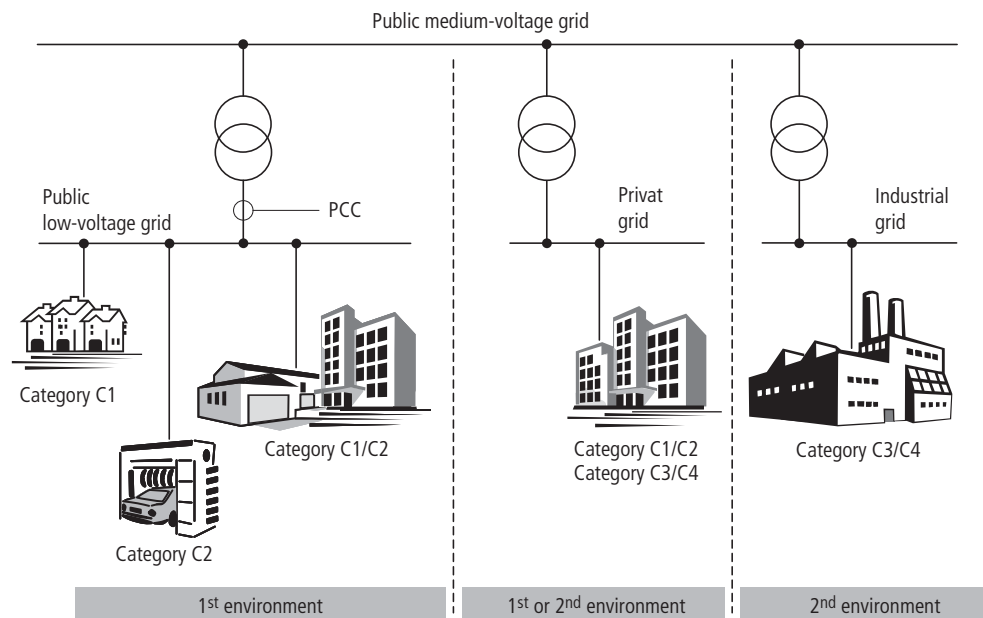 Public medium-voltage grid
Public
low-voltage grid
PCC
Privat
grid
Industrial
grid
Category C1
Category C1/C2
Category C2
Category C1/C2
Category C3/C4
Category C3/C4
1st environment
1st or 2nd environment
2nd environment